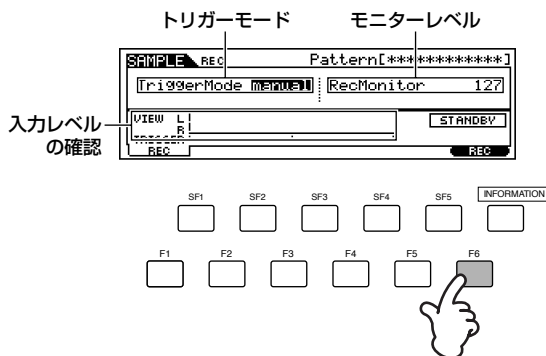 トリガーモード
モニターレベル
SAMPLE REC Pattern[************]
TriggerMode manual RecMonitor 127
入力レベルの確認
VIEW L
R
STANDBY
TRIGGER
REC
REC
SF1 SF2 SF3 SF4 SF5 INFORMATION
F1 F2 F3 F4 F5 F6